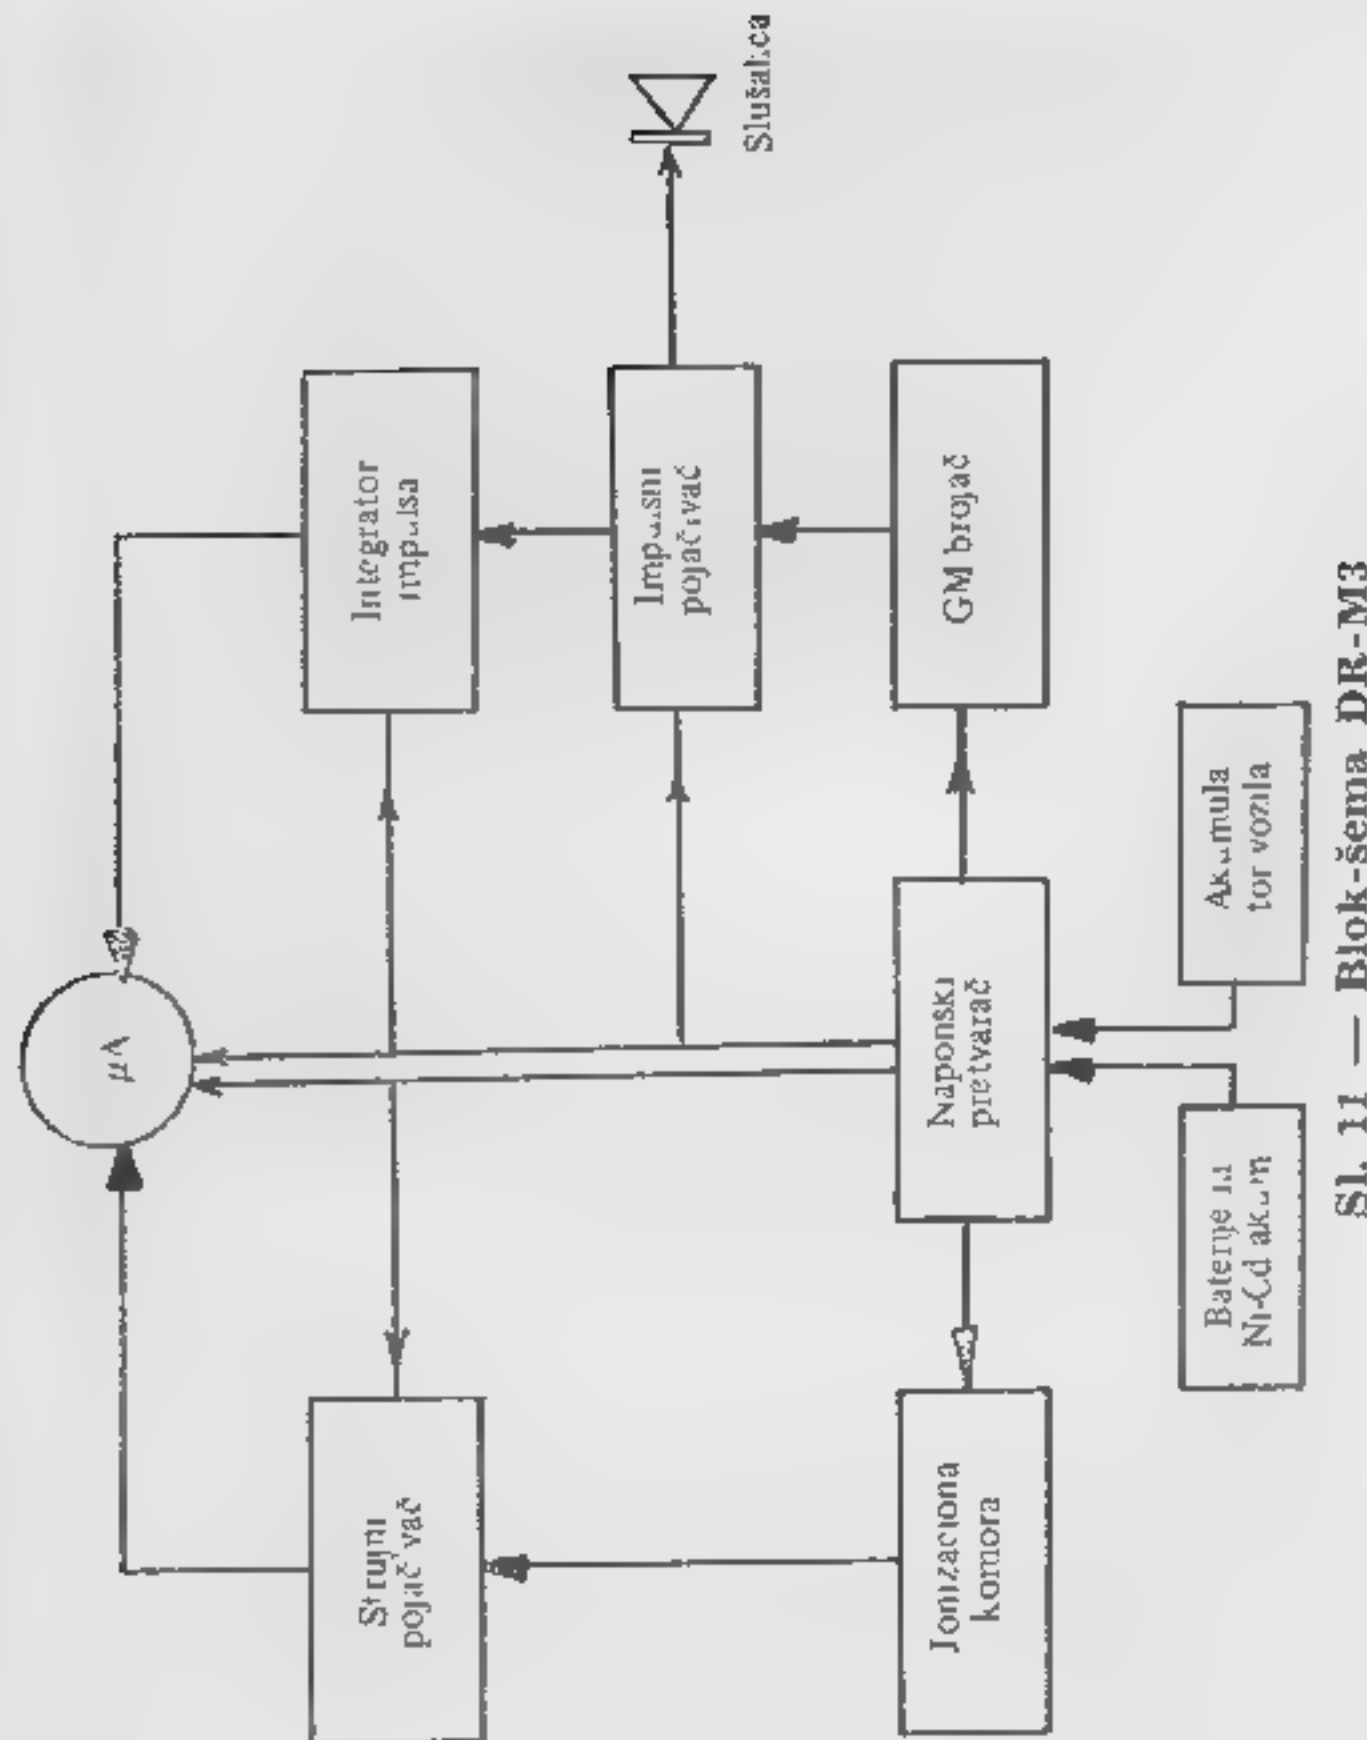 µA
Strujni
pojačivač
Integrator
impulsa
Impulsni
pojačivač
Slušalica
Jonizaciona
komora
Naponski
pretvarač
GM brojač
Baterije ili
Ni-Cd akum
Akumula
tor vozila
Sl. 11 — Blok-šema DR-M3